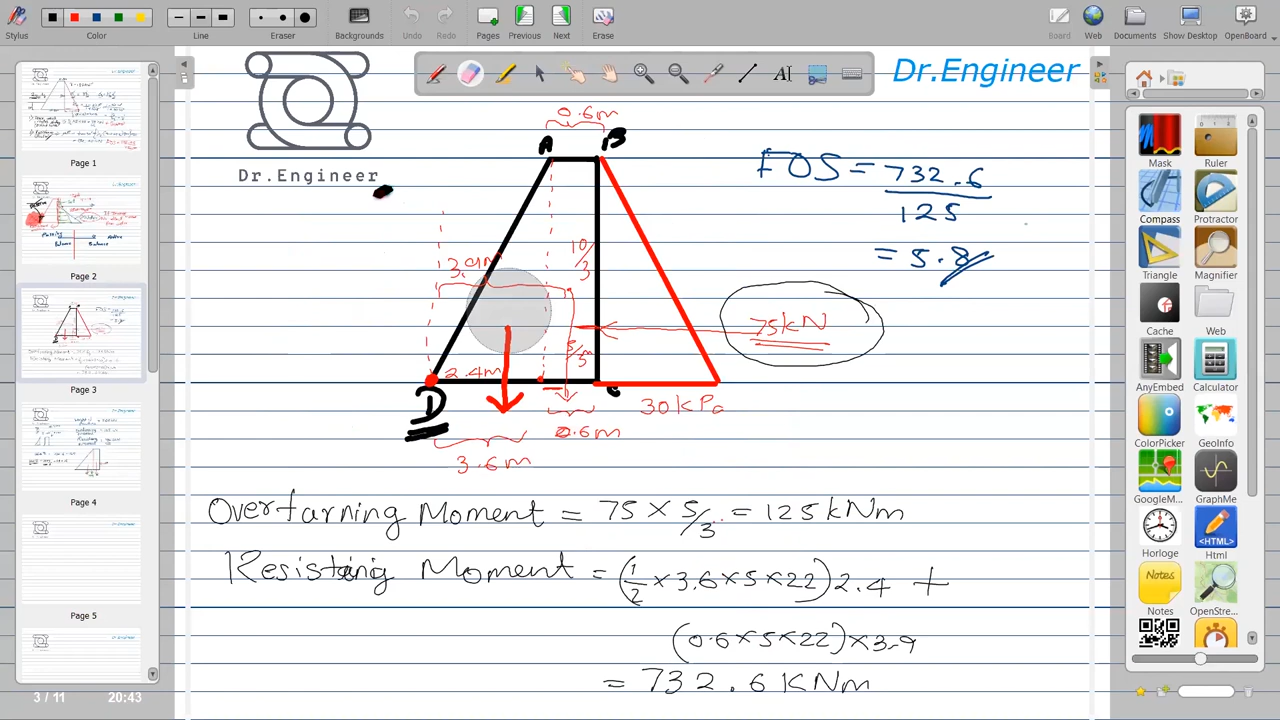 Stylus
Color
Line
Eraser
Backgrounds
Undo
Redo
Pages
Previous
Next
Erase
Board
Web
Documents
Show Desktop
OpenBoard
Dr.Engineer
Dr.Engineer
Page 1
Page 2
Page 3
Page 4
Page 5
0.6m
A
B
FOS = 732.6
125
= 5.8
10
3
3.9m
75kN
5/3m
2.4m
C
D
30kPa
0.6m
3.6m
Overturning Moment = 75 × 5/3 = 125kNm
Resisting Moment = (1/2 × 3.6 × 5 × 22) 2.4 +
(0.6 × 5 × 22) × 3.9
= 732.6 KNm
Mask
Ruler
Compass
Protractor
Triangle
Magnifier
Cache
Web
AnyEmbed
Calculator
ColorPicker
GeoInfo
GoogleM...
GraphMe
Horloge
<HTML>
Html
Notes
Notes
OpenStre...
3 / 11
20:43